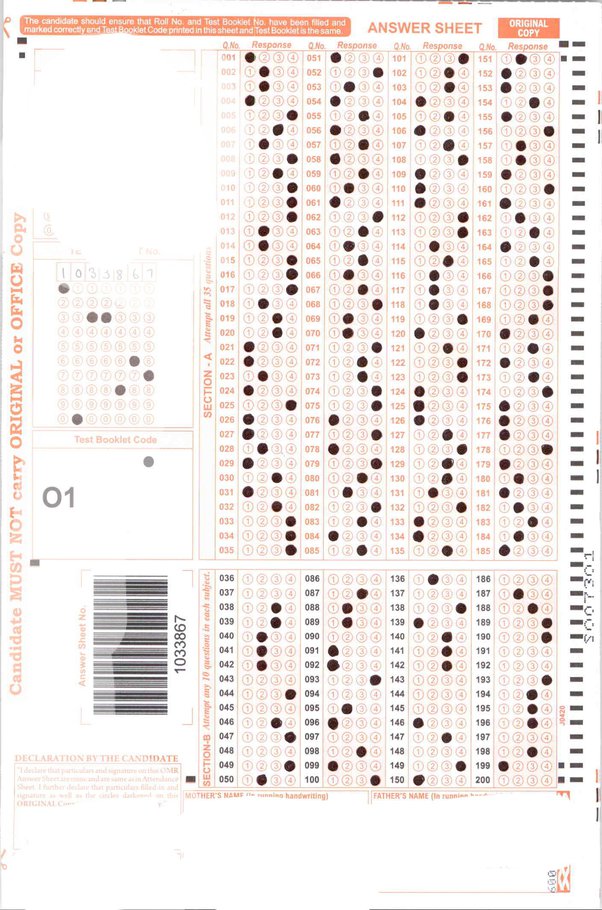 The candidate should ensure that Roll No. and Test Booklet No. have been filled and
marked correctly and Test Booklet Code printed in this sheet and Test Booklet is the same.
ANSWER SHEET
ORIGINAL
COPY
Q.No. Response Q.No. Response Q.No. Response Q.No. Response
001 051 101 151
002 052 102 152
003 053 103 153
004 054 104 154
005 055 105 155
006 056 106 156
007 057 107 157
008 058 108 158
009 059 109 159
010 060 110 160
011 061 111 161
012 062 112 162
013 063 113 163
014 064 114 164
015 065 115 165
016 066 116 166
017 067 117 167
018 068 118 168
019 069 119 169
020 070 120 170
021 071 121 171
022 072 122 172
023 073 123 173
024 074 124 174
025 075 125 175
026 076 126 176
027 077 127 177
028 078 128 178
029 079 129 179
030 080 130 180
031 081 131 181
032 082 132 182
033 083 133 183
034 084 134 184
035 085 135 185
036 086 136 186
037 087 137 187
038 088 138 188
039 089 139 189
040 090 140 190
041 091 141 191
042 092 142 192
043 093 143 193
044 094 144 194
045 095 145 195
046 096 146 196
047 097 147 197
048 098 148 198
049 099 149 199
050 100 150 200
SECTION - A Attempt all 35 questions
SECTION-B Attempt any 10 questions in each subject.
Candidate MUST NOT carry ORIGINAL or OFFICE Copy
1 0 3 3 8 6 7
Test Booklet Code
O1
Answer Sheet No.
1033867
DECLARATION BY THE CANDIDATE
"I declare that particulars and signature on this OMR
Answer Sheet are mine and are same as in Attendance
Sheet. I further declare that particulars filled in and
signature as well as the circles darkened on this
ORIGINAL Copy
MOTHER'S NAME (In running handwriting)
FATHER'S NAME (In running
J0420
600